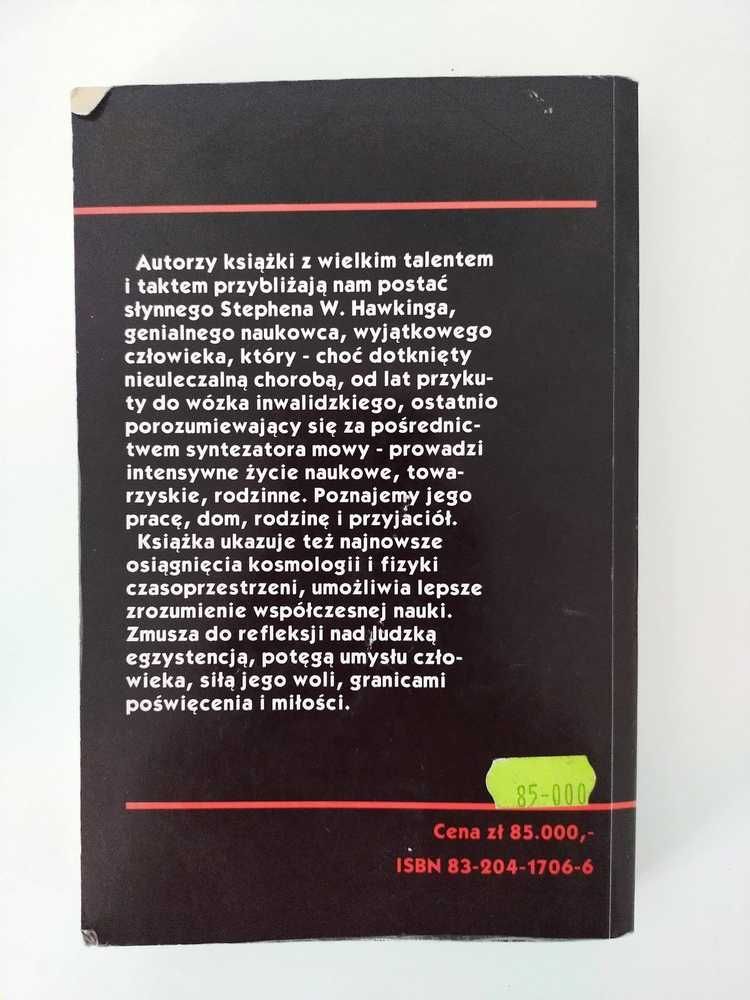 Autorzy książki z wielkim talentem
i taktem przybliżają nam postać
słynnego Stephena W. Hawkinga,
genialnego naukowca, wyjątkowego
człowieka, który - choć dotknięty
nieuleczalną chorobą, od lat przyku-
ty do wózka inwalidzkiego, ostatnio
porozumiewający się za pośrednic-
twem syntezatora mowy - prowadzi
intensywne życie naukowe, towa-
rzyskie, rodzinne. Poznajemy jego
pracę, dom, rodzinę i przyjaciół.
Książka ukazuje też najnowsze
osiągnięcia kosmologii i fizyki
czasoprzestrzeni, umożliwia lepsze
zrozumienie współczesnej nauki.
Zmusza do refleksji nad ludzką
egzystencją, potęgą umysłu czło-
wieka, siłą jego woli, granicami
poświęcenia i miłości.
85-000
Cena zł 85.000,-
ISBN 83-204-1706-6